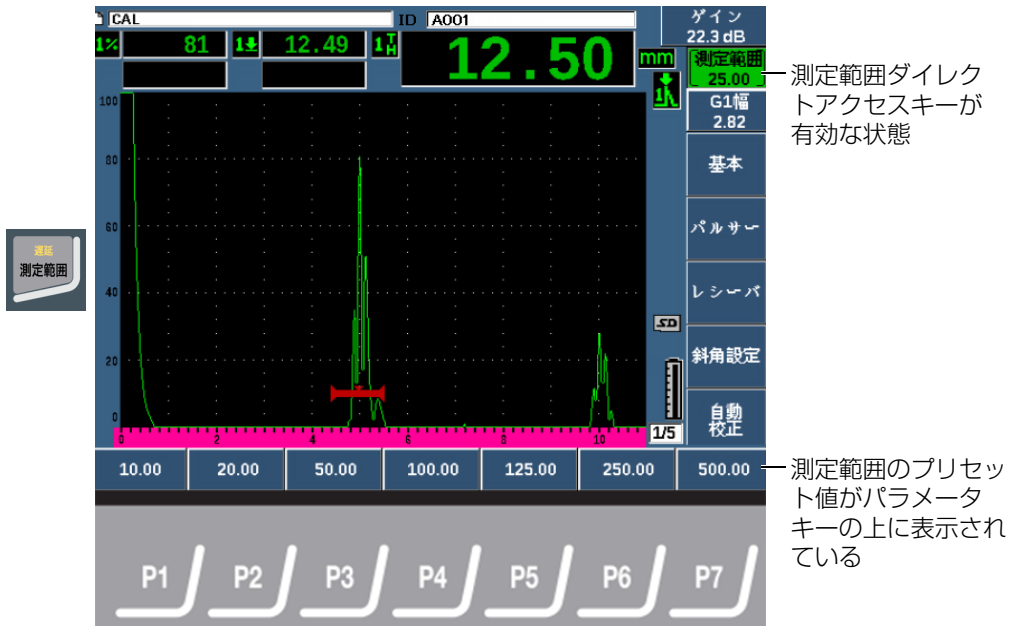 CAL
ID A001
ゲイン
22.3 dB
1% 81
1 12.49
1
12.50
mm
測定範囲
25.00
G1幅
2.82
基本
パルサー
レシーバ
斜角設定
自動
校正
1
100
80
60
40
20
0
0 2 4 6 8 10
SD
1/5
10.00 20.00 50.00 100.00 125.00 250.00 500.00
P1 P2 P3 P4 P5 P6 P7
遅延
測定範囲
測定範囲ダイレク
トアクセスキーが
有効な状態
測定範囲のプリセッ
ト値がパラメータ
キーの上に表示され
ている